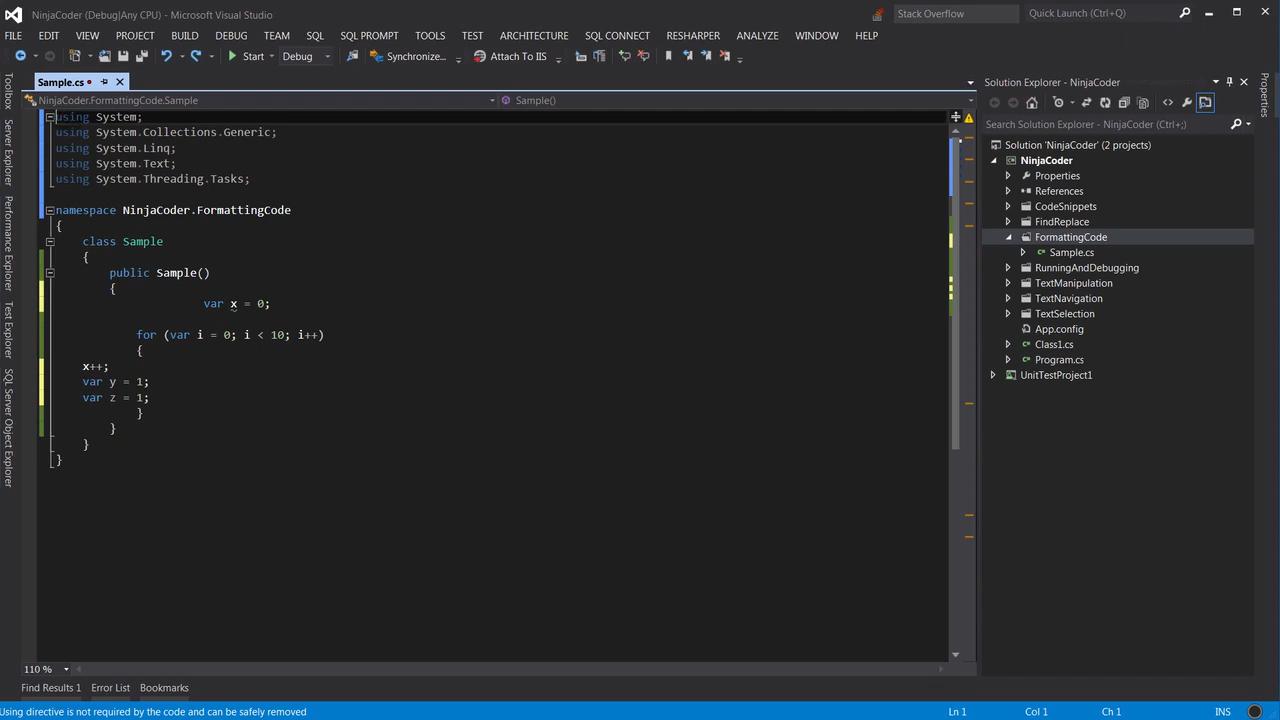 NinjaCoder (Debug|Any CPU) - Microsoft Visual Studio
Stack Overflow
Quick Launch (Ctrl+Q)
FILE EDIT VIEW PROJECT BUILD DEBUG TEAM SQL SQL PROMPT TOOLS TEST ARCHITECTURE SQL CONNECT RESHARPER ANALYZE WINDOW HELP
Start Debug Synchronize... Attach To IIS
Toolbox
Server Explorer
Performance Explorer
Test Explorer
SQL Server Object Explorer
Sample.cs
NinjaCoder.FormattingCode.Sample
Sample()
using System;
using System.Collections.Generic;
using System.Linq;
using System.Text;
using System.Threading.Tasks;
namespace NinjaCoder.FormattingCode
{
class Sample
{
public Sample()
{
var x = 0;
for (var i = 0; i < 10; i++)
{
x++;
var y = 1;
var z = 1;
}
}
}
}
110 %
Solution Explorer - NinjaCoder
Search Solution Explorer - NinjaCoder (Ctrl+;)
Solution 'NinjaCoder' (2 projects)
NinjaCoder
Properties
References
CodeSnippets
FindReplace
FormattingCode
Sample.cs
RunningAndDebugging
TextManipulation
TextNavigation
TextSelection
App.config
Class1.cs
Program.cs
UnitTestProject1
Properties
Find Results 1 Error List Bookmarks
Using directive is not required by the code and can be safely removed
Ln 1 Col 1 Ch 1 INS